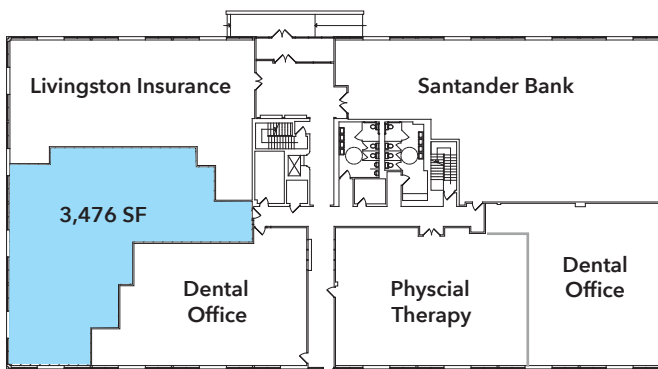 Livingston Insurance
Santander Bank
3,476 SF
Dental
Office
Physcial
Therapy
Dental
Office